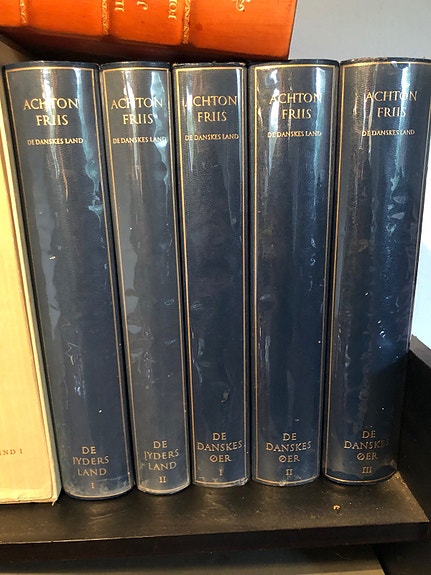 ACHTON
FRIIS
DE DANSKES LAND
DE
JYDERS
LAND
I
ACHTON
FRIIS
DE DANSKES LAND
DE
JYDERS
LAND
II
ACHTON
FRIIS
DE DANSKES LAND
DE
DANSKES
ØER
I
ACHTON
FRIIS
DE DANSKES LAND
DE
DANSKES
ØER
II
ACHTON
FRIIS
DE DANSKES LAND
DE
DANSKES
ØER
III